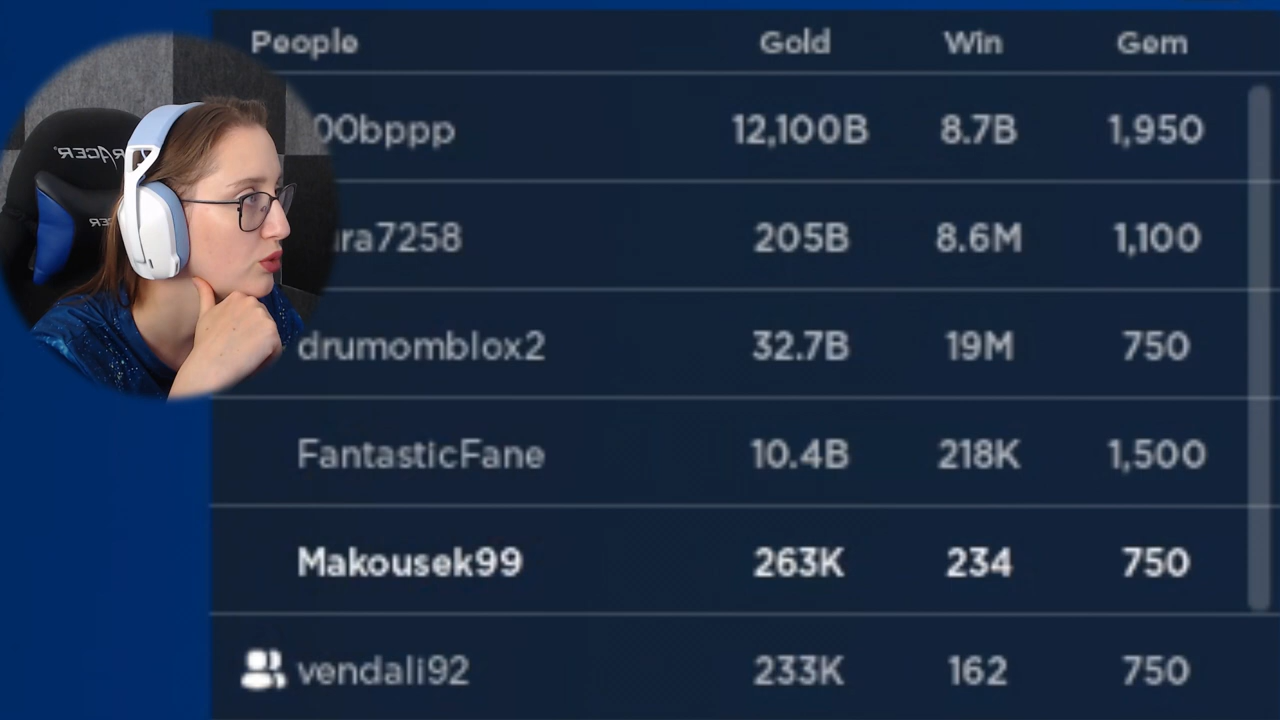 People Gold Win Gem
00bppp 12,100B 8.7B 1,950
ura7258 205B 8.6M 1,100
drumomblox2 32.7B 19M 750
FantasticFane 10.4B 218K 1,500
Makousek99 263K 234 750
vendali92 233K 162 750